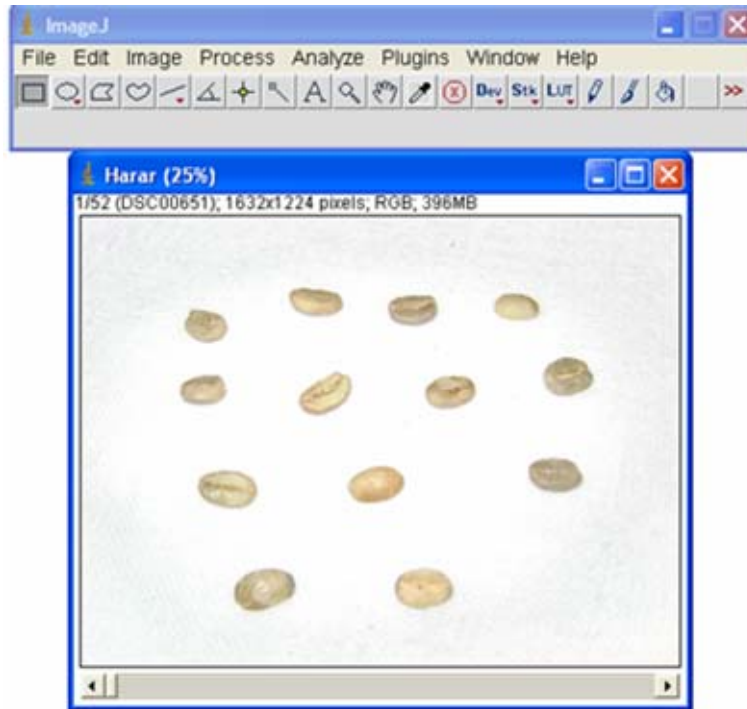 ImageJ
File Edit Image Process Analyze Plugins Window Help
A Dev Stk LUT >>
Harar (25%)
1/52 (DSC00651); 1632x1224 pixels; RGB; 396MB